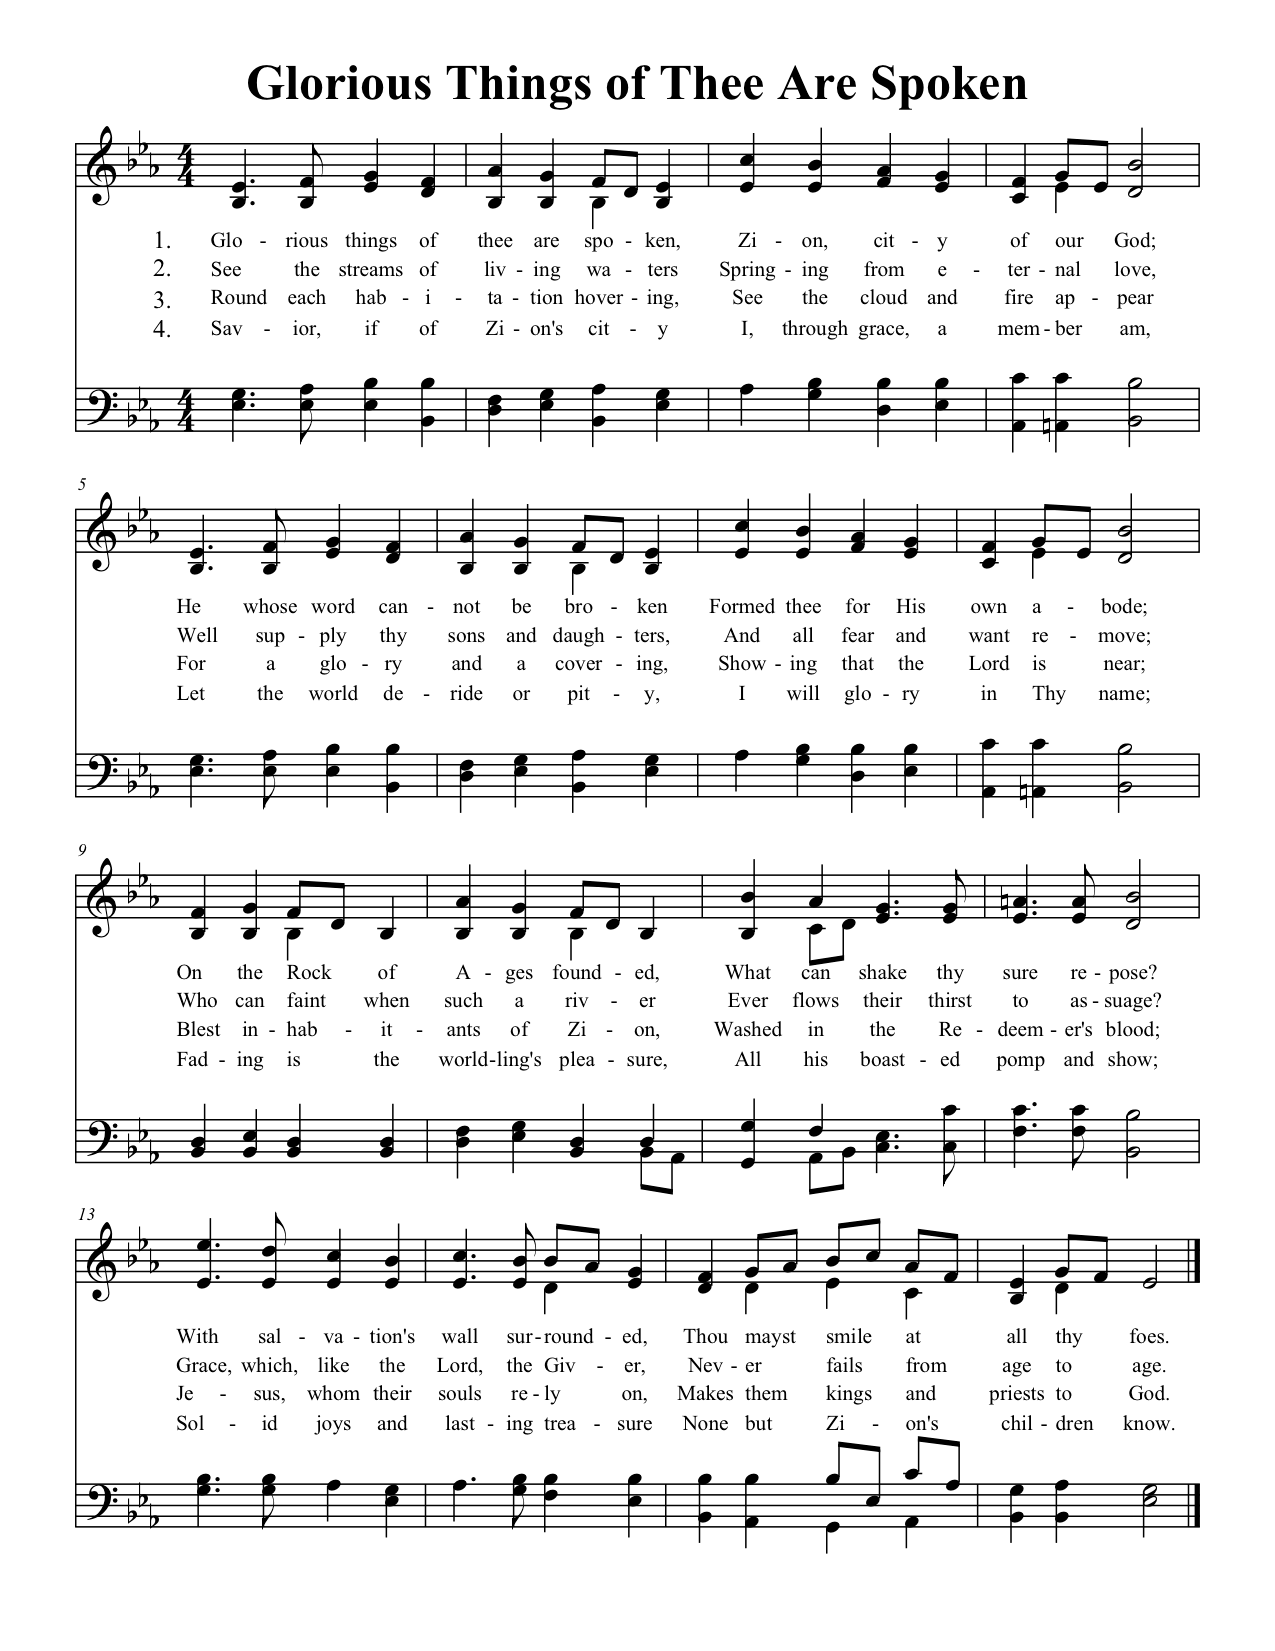 Glorious Things of Thee Are Spoken
4
4
1. Glo - rious things of thee are spo - ken, Zi - on, cit - y of our God;
2. See the streams of liv - ing wa - ters Spring - ing from e - ter - nal love,
3. Round each hab - i - ta - tion hover - ing, See the cloud and fire ap - pear
4. Sav - ior, if of Zi - on's cit - y I, through grace, a mem - ber am,
4
4
5
He whose word can - not be bro - ken Formed thee for His own a - bode;
Well sup - ply thy sons and daugh - ters, And all fear and want re - move;
For a glo - ry and a cover - ing, Show - ing that the Lord is near;
Let the world de - ride or pit - y, I will glo - ry in Thy name;
9
On the Rock of A - ges found - ed, What can shake thy sure re - pose?
Who can faint when such a riv - er Ever flows their thirst to as - suage?
Blest in - hab - it - ants of Zi - on, Washed in the Re - deem - er's blood;
Fad - ing is the world - ling's plea - sure, All his boast - ed pomp and show;
13
With sal - va - tion's wall sur - round - ed, Thou mayst smile at all thy foes.
Grace, which, like the Lord, the Giv - er, Nev - er fails from age to age.
Je - sus, whom their souls re - ly on, Makes them kings and priests to God.
Sol - id joys and last - ing trea - sure None but Zi - on's chil - dren know.